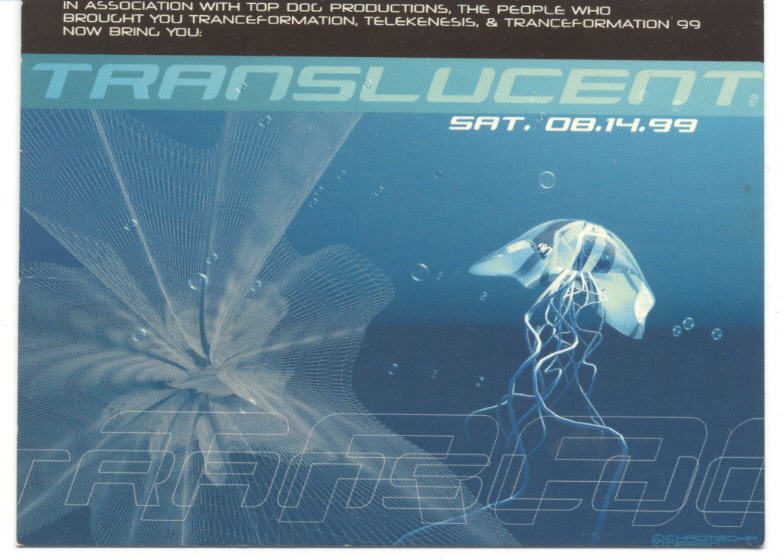 IN ASSOCIATION WITH TOP DOG PRODUCTIONS, THE PEOPLE WHO
BROUGHT YOU TRANCEFORMATION, TELEKENESIS, & TRANCEFORMATION 99
NOW BRING YOU:
TRANSLUCENT
SAT. 08.14.99
TRANSLUC